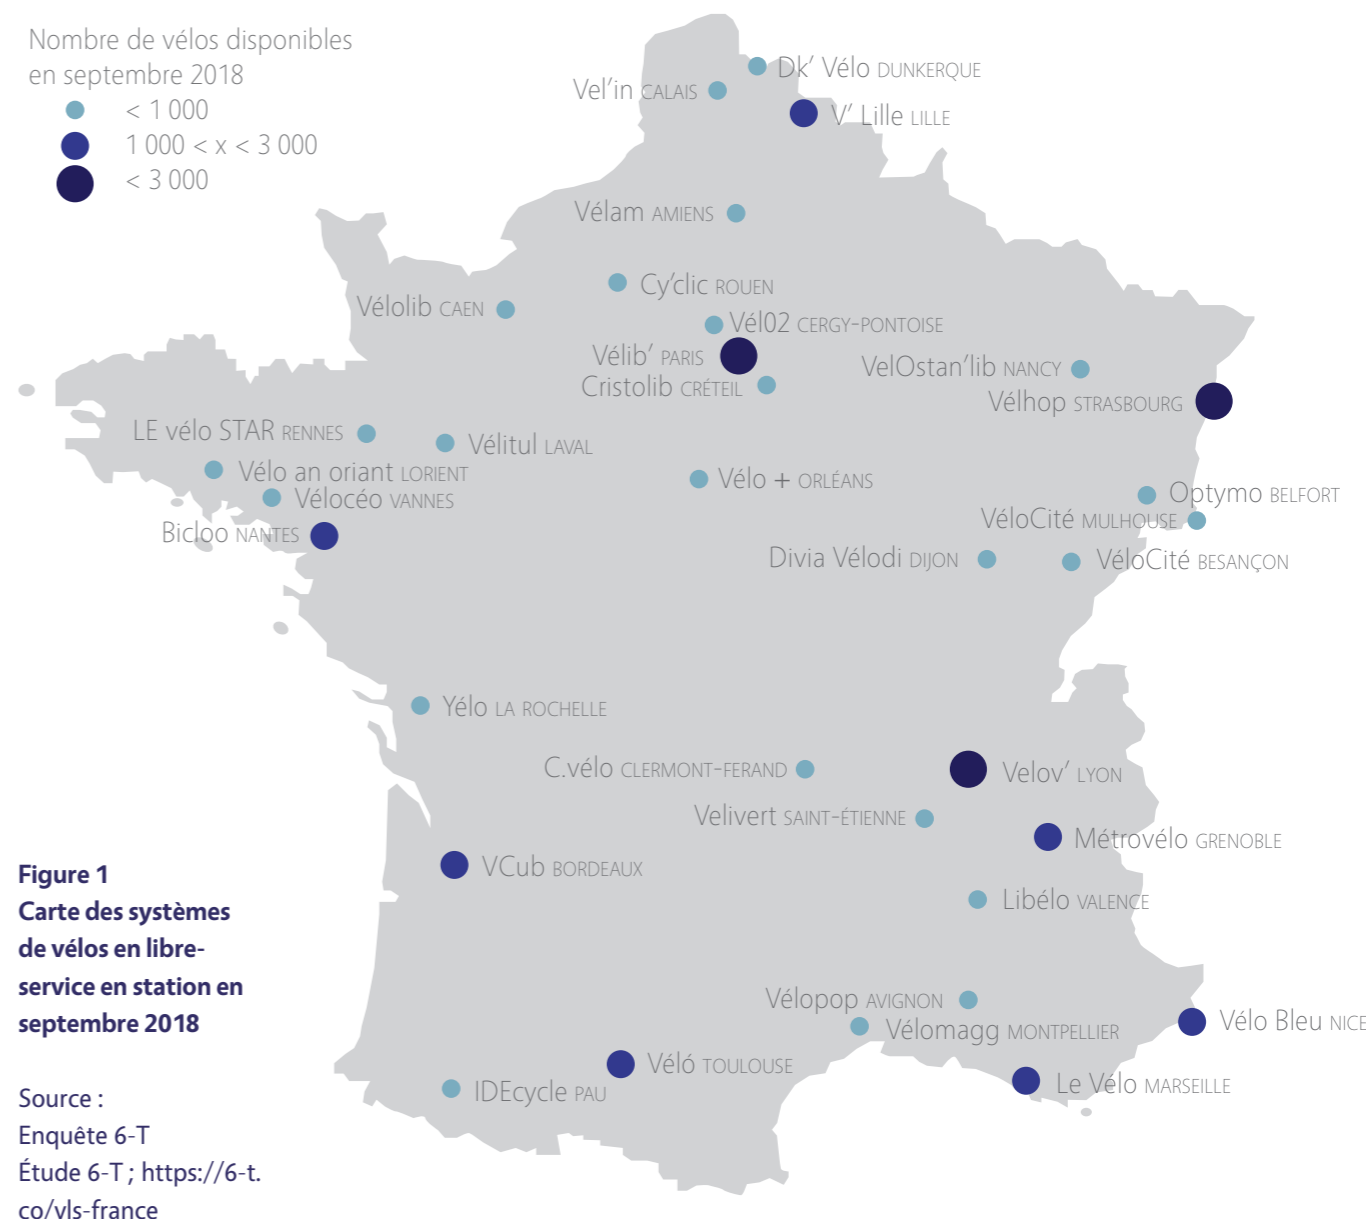 Nombre de vélos disponibles
en septembre 2018
< 1 000
1 000 < x < 3 000
< 3 000
Dk’ Vélo DUNKERQUE
Vel’in CALAIS
V’ Lille LILLE
Vélam AMIENS
Cy’clic ROUEN
Vélolib CAEN
Vél02 CERGY-PONTOISE
Vélib’ PARIS
Cristolib CRÉTEIL
VelOstan’lib NANCY
Vélhop STRASBOURG
LE vélo STAR RENNES
Vélitul LAVAL
Vélo an oriant LORIENT
Vélo + ORLÉANS
Vélocéo VANNES
Optymo BELFORT
VéloCité MULHOUSE
Bicloo NANTES
Divia Vélodi DIJON
VéloCité BESANÇON
Yélo LA ROCHELLE
C.vélo CLERMONT-FERAND
Velov’ LYON
Velivert SAINT-ÉTIENNE
Métrovélo GRENOBLE
VCub BORDEAUX
Libélo VALENCE
Vélopop AVIGNON
Vélomagg MONTPELLIER
Vélo Bleu NICE
Véló TOULOUSE
Le Vélo MARSEILLE
IDEcycle PAU
Figure 1
Carte des systèmes
de vélos en libre-
service en station en
septembre 2018
Source :
Enquête 6-T
Étude 6-T ; https://6-t.
co/vls-france